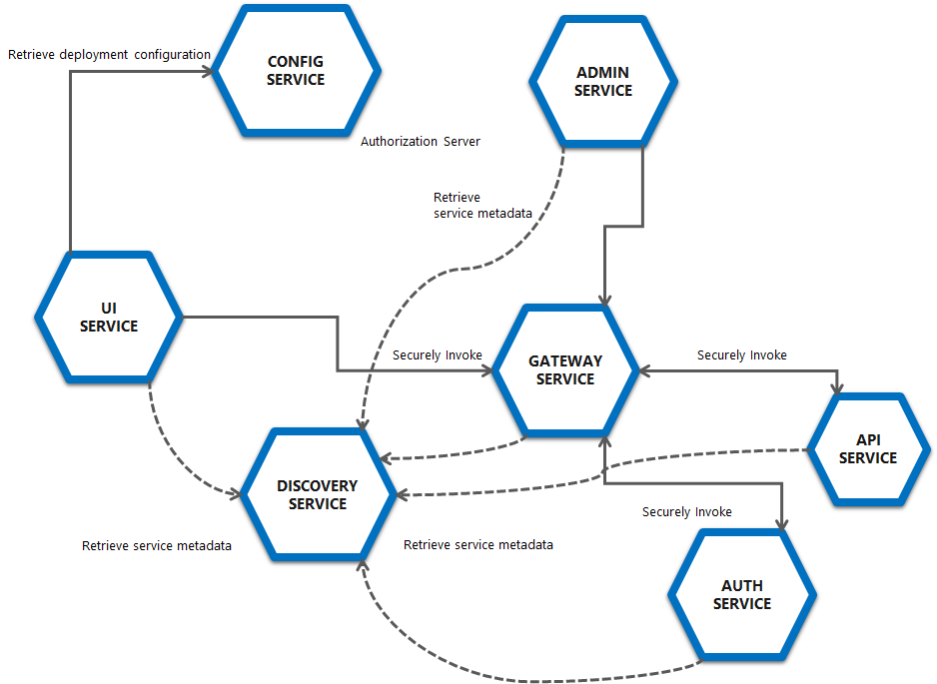 Retrieve deployment configuration
CONFIG
SERVICE
ADMIN
SERVICE
Authorization Server
Retrieve
service metadata
UI
SERVICE
Securely Invoke
GATEWAY
SERVICE
Securely Invoke
API
SERVICE
DISCOVERY
SERVICE
Securely Invoke
Retrieve service metadata
Retrieve service metadata
AUTH
SERVICE